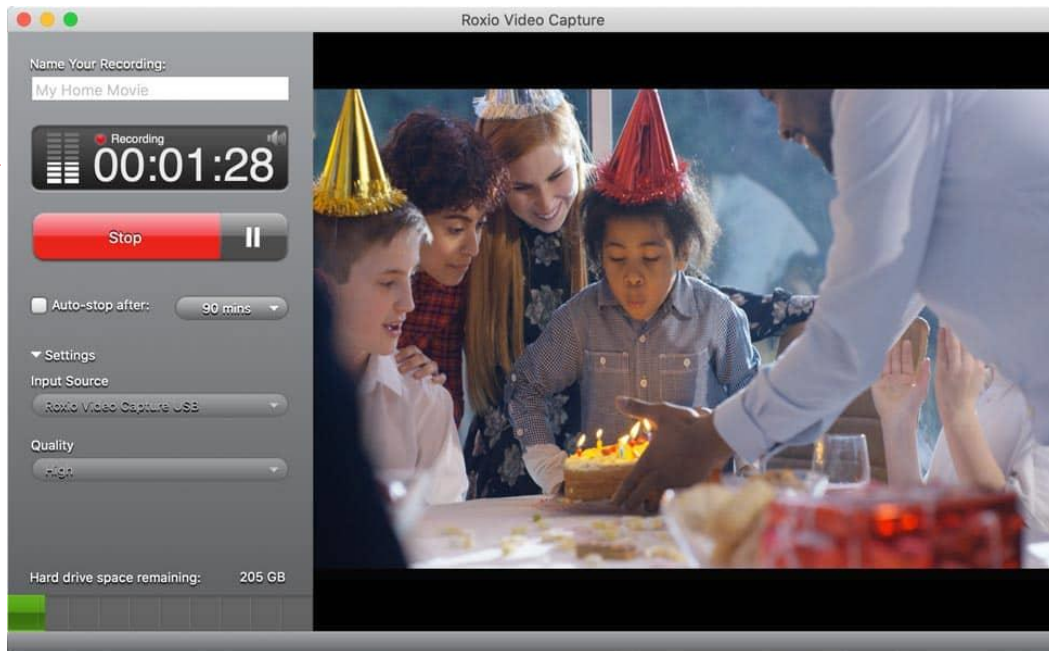 Roxio Video Capture
Name Your Recording:
My Home Movie
Recording
00:01:28
Stop
Auto-stop after: 90 mins
Settings
Input Source
Roxio Video Capture USB
Quality
High
Hard drive space remaining: 205 GB